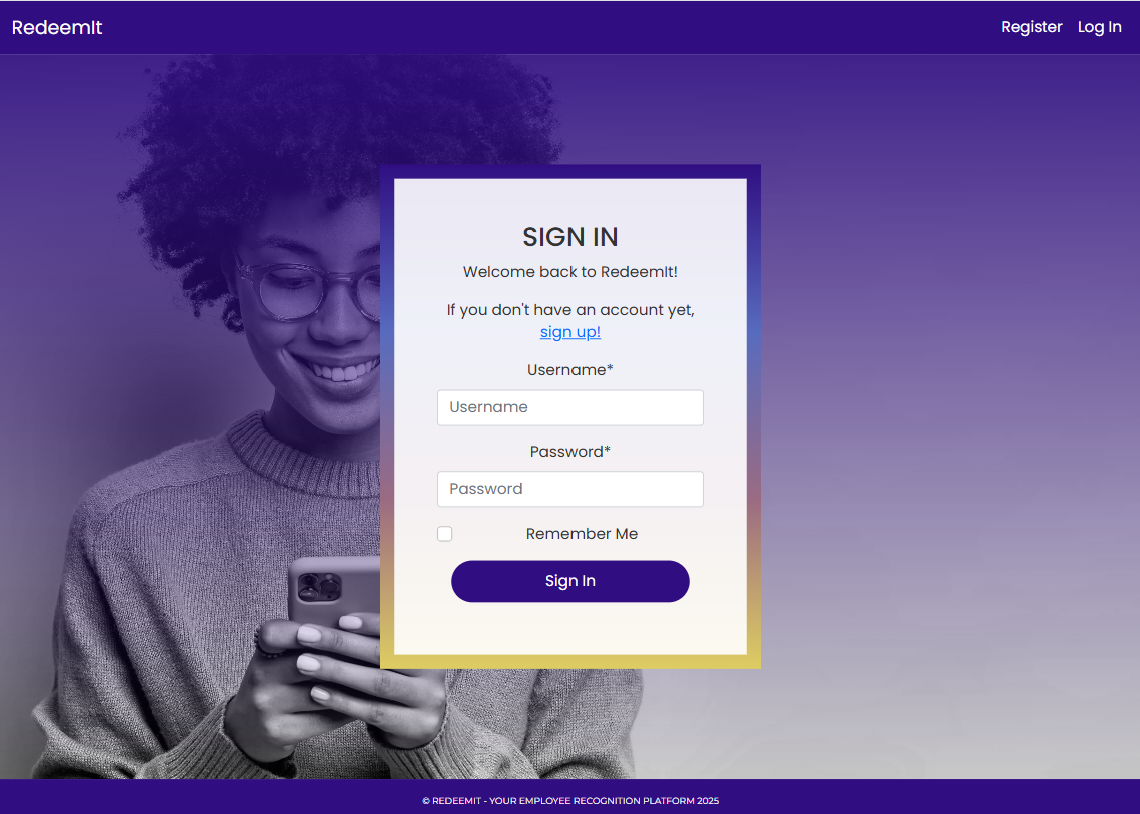 RedeemIt
Register Log In
SIGN IN
Welcome back to RedeemIt!
If you don't have an account yet,
sign up!
Username*
Username
Password*
Password
Remember Me
Sign In
© REDEEMIT - YOUR EMPLOYEE RECOGNITION PLATFORM 2025